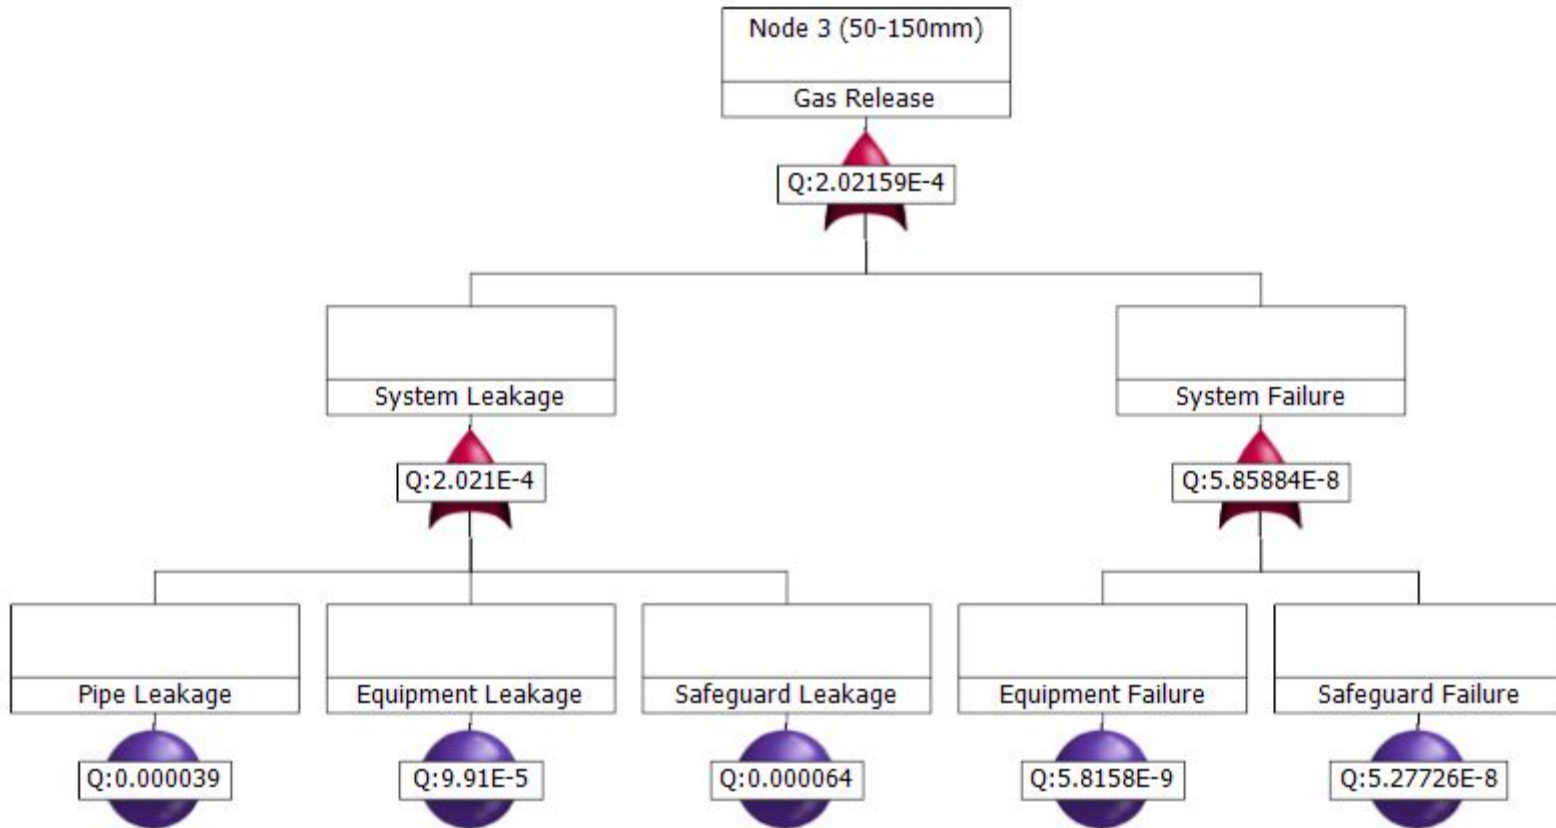 Node 3 (50-150mm)
Gas Release
Q:2.02159E-4
System Leakage
System Failure
Q:2.021E-4
Q:5.85884E-8
Pipe Leakage
Equipment Leakage
Safeguard Leakage
Equipment Failure
Safeguard Failure
Q:0.000039
Q:9.91E-5
Q:0.000064
Q:5.8158E-9
Q:5.27726E-8